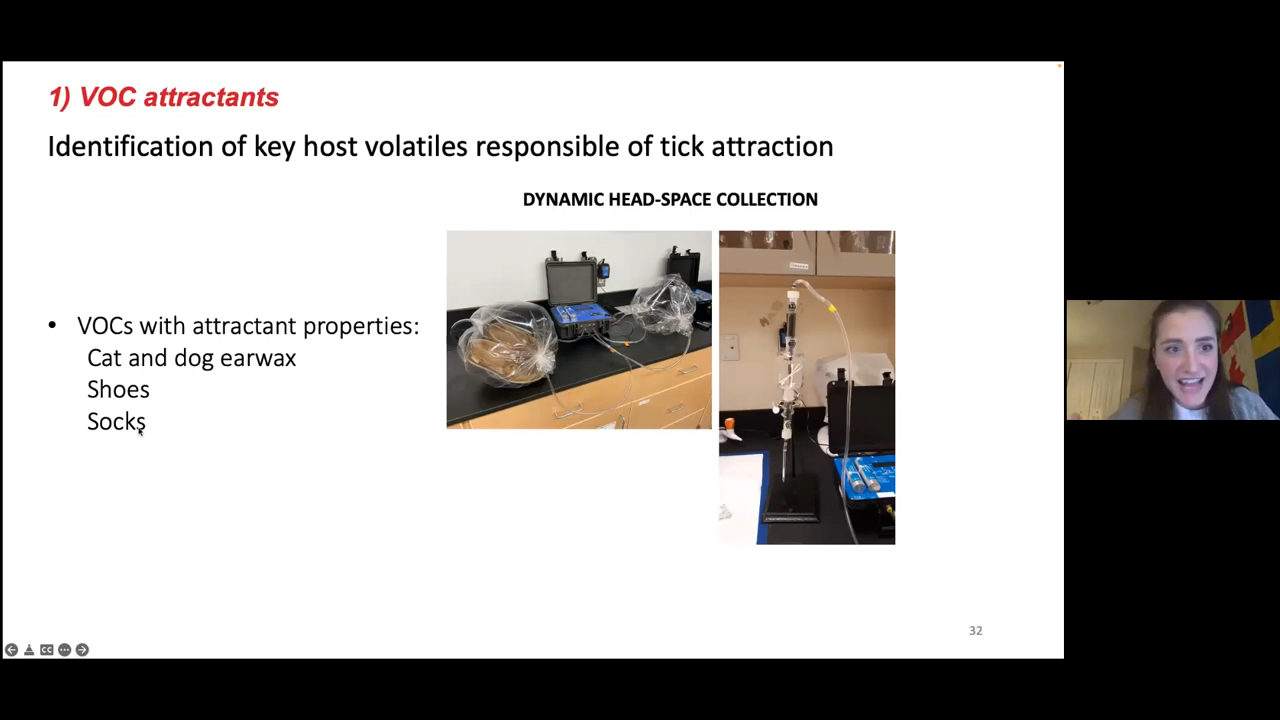 1) VOC attractants
Identification of key host volatiles responsible of tick attraction
DYNAMIC HEAD-SPACE COLLECTION
• VOCs with attractant properties:
Cat and dog earwax
Shoes
Socks
32
CC